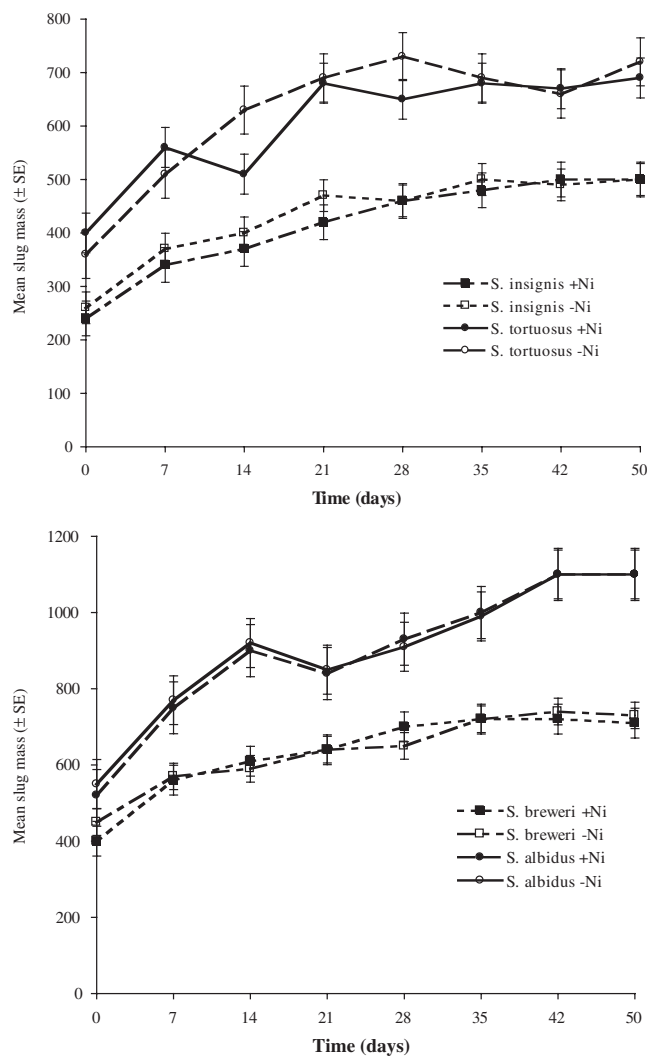 800
700
600
500
400
300
200
100
0
Mean slug mass (± SE)
S. insignis +Ni
S. insignis -Ni
S. tortuosus +Ni
S. tortuosus -Ni
0 7 14 21 28 35 42 50
Time (days)
1200
1000
800
600
400
200
0
Mean slug mass (± SE)
S. breweri +Ni
S. breweri -Ni
S. albidus +Ni
S. albidus -Ni
0 7 14 21 28 35 42 50
Time (days)